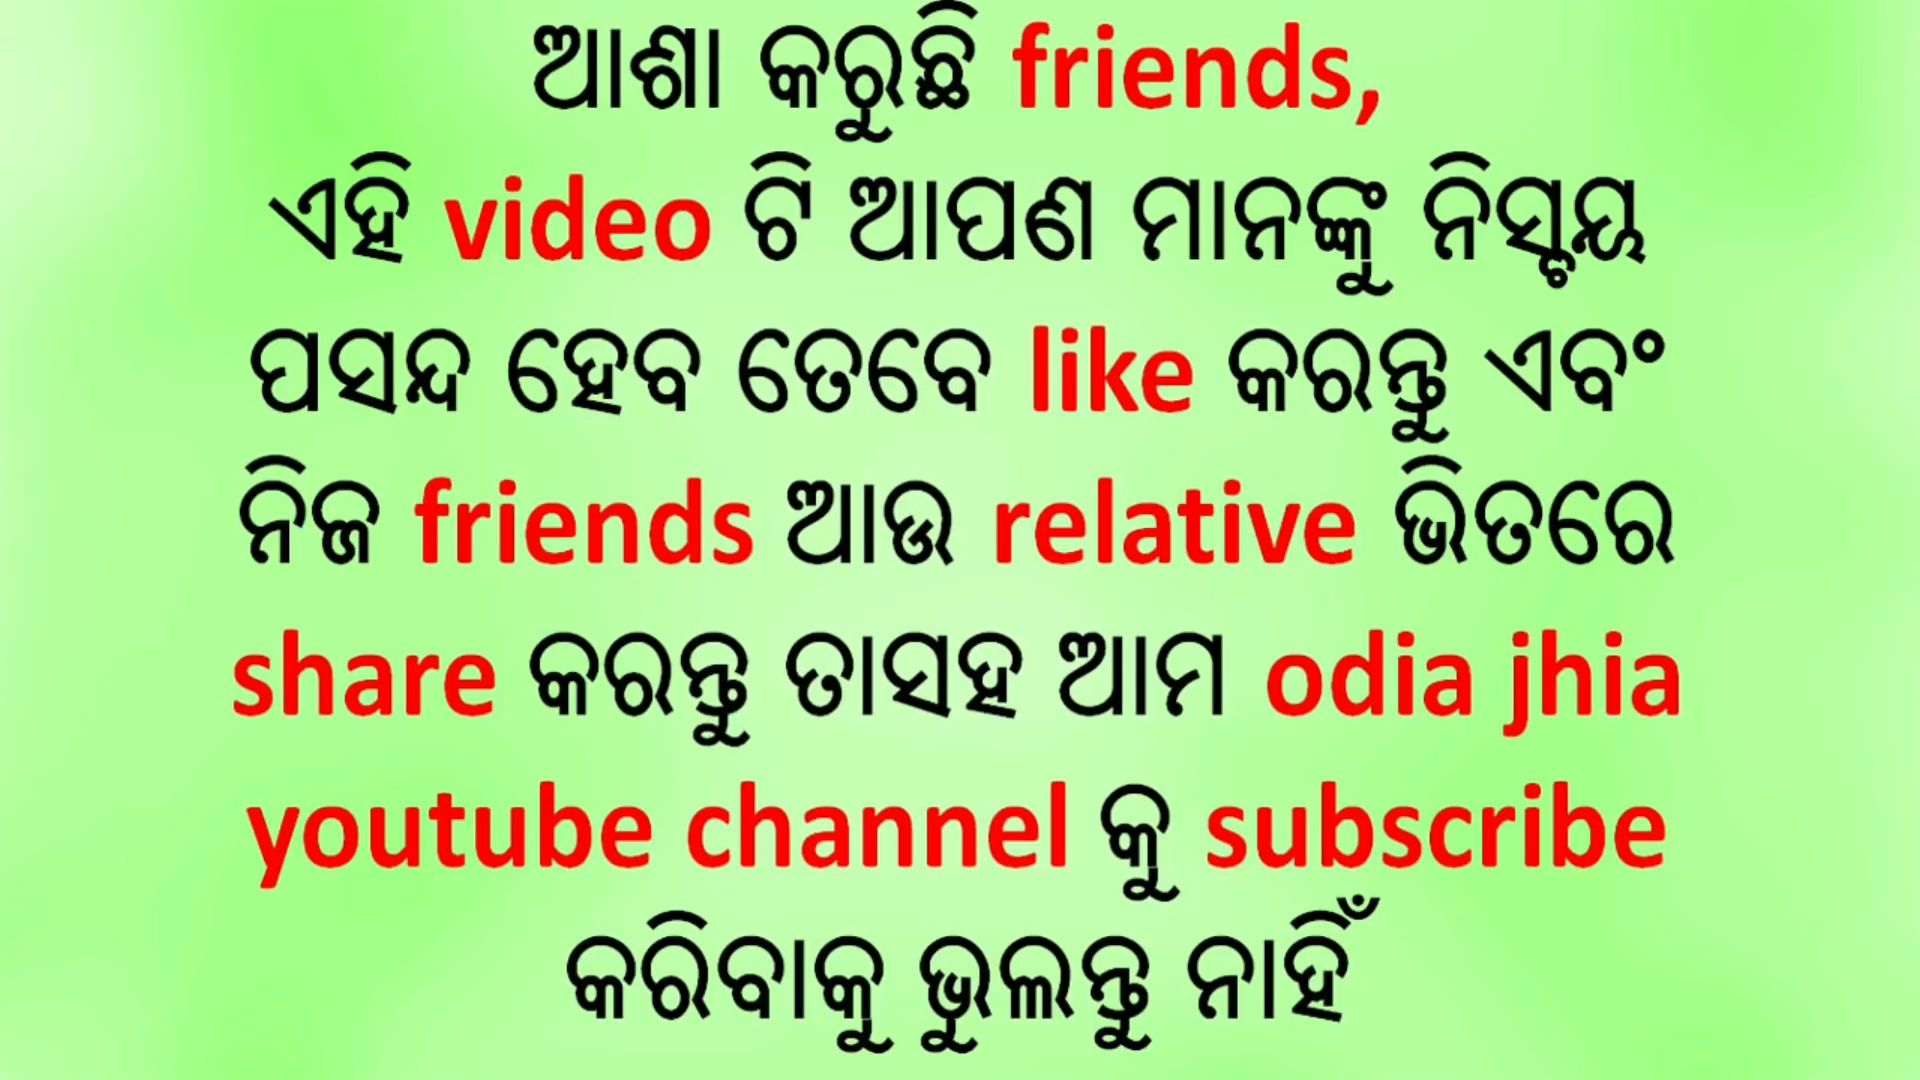 ଆଶା କରୁଛି friends,
ଏହି video ଟି ଆପଣ ମାନଙ୍କୁ ନିସ୍ଚୟ
ପସନ୍ଦ ହେବ ତେବେ like କରନ୍ତୁ ଏବଂ
ନିଜ friends ଆଉ relative ଭିତରେ
share କରନ୍ତୁ ତାସହ ଆମ odia jhia
youtube channel କୁ subscribe
କରିବାକୁ ଭୁଲନ୍ତୁ ନାହିଁ